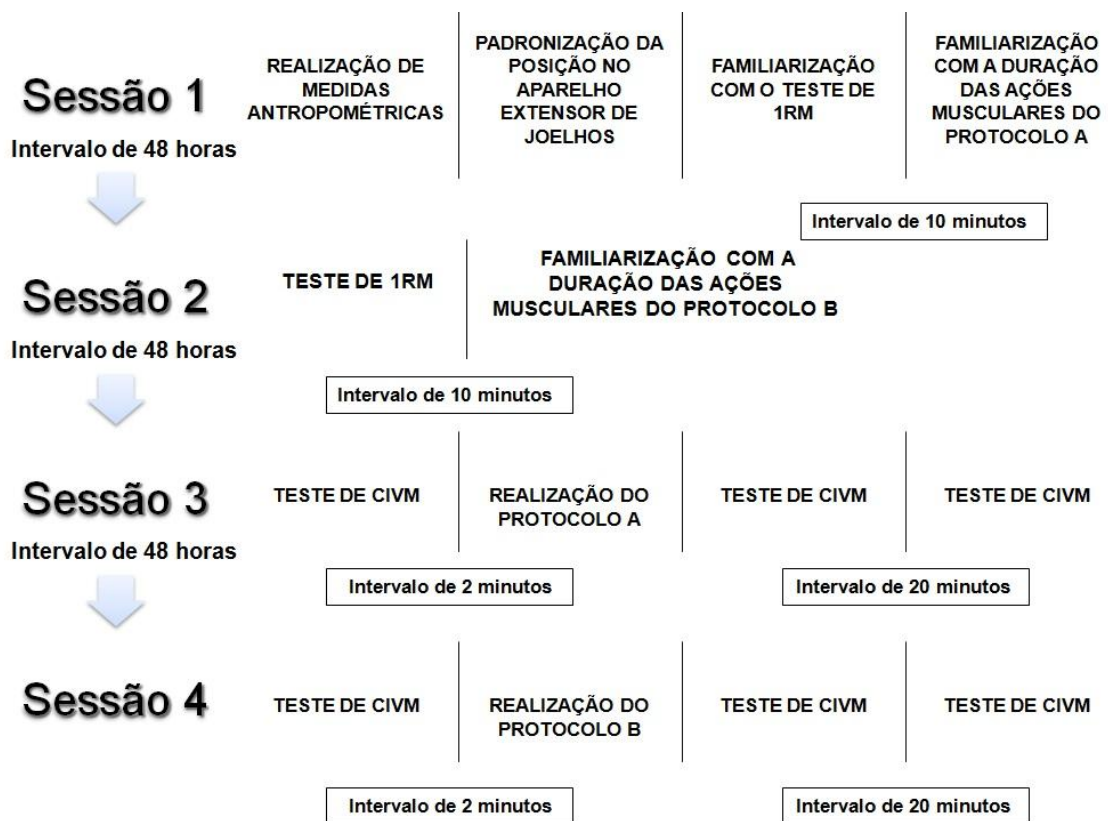 Sessão 1
Intervalo de 48 horas
REALIZAÇÃO DE
MEDIDAS
ANTROPOMÉTRICAS
PADRONIZAÇÃO DA
POSIÇÃO NO
APARELHO
EXTENSOR DE
JOELHOS
FAMILIARIZAÇÃO
COM O TESTE DE
1RM
FAMILIARIZAÇÃO
COM A DURAÇÃO
DAS AÇÕES
MUSCULARES DO
PROTOCOLO A
Intervalo de 10 minutos
Sessão 2
Intervalo de 48 horas
TESTE DE 1RM
FAMILIARIZAÇÃO COM A
DURAÇÃO DAS AÇÕES
MUSCULARES DO PROTOCOLO B
Intervalo de 10 minutos
Sessão 3
Intervalo de 48 horas
TESTE DE CIVM
REALIZAÇÃO DO
PROTOCOLO A
TESTE DE CIVM
TESTE DE CIVM
Intervalo de 2 minutos
Intervalo de 20 minutos
Sessão 4
TESTE DE CIVM
REALIZAÇÃO DO
PROTOCOLO B
TESTE DE CIVM
TESTE DE CIVM
Intervalo de 2 minutos
Intervalo de 20 minutos